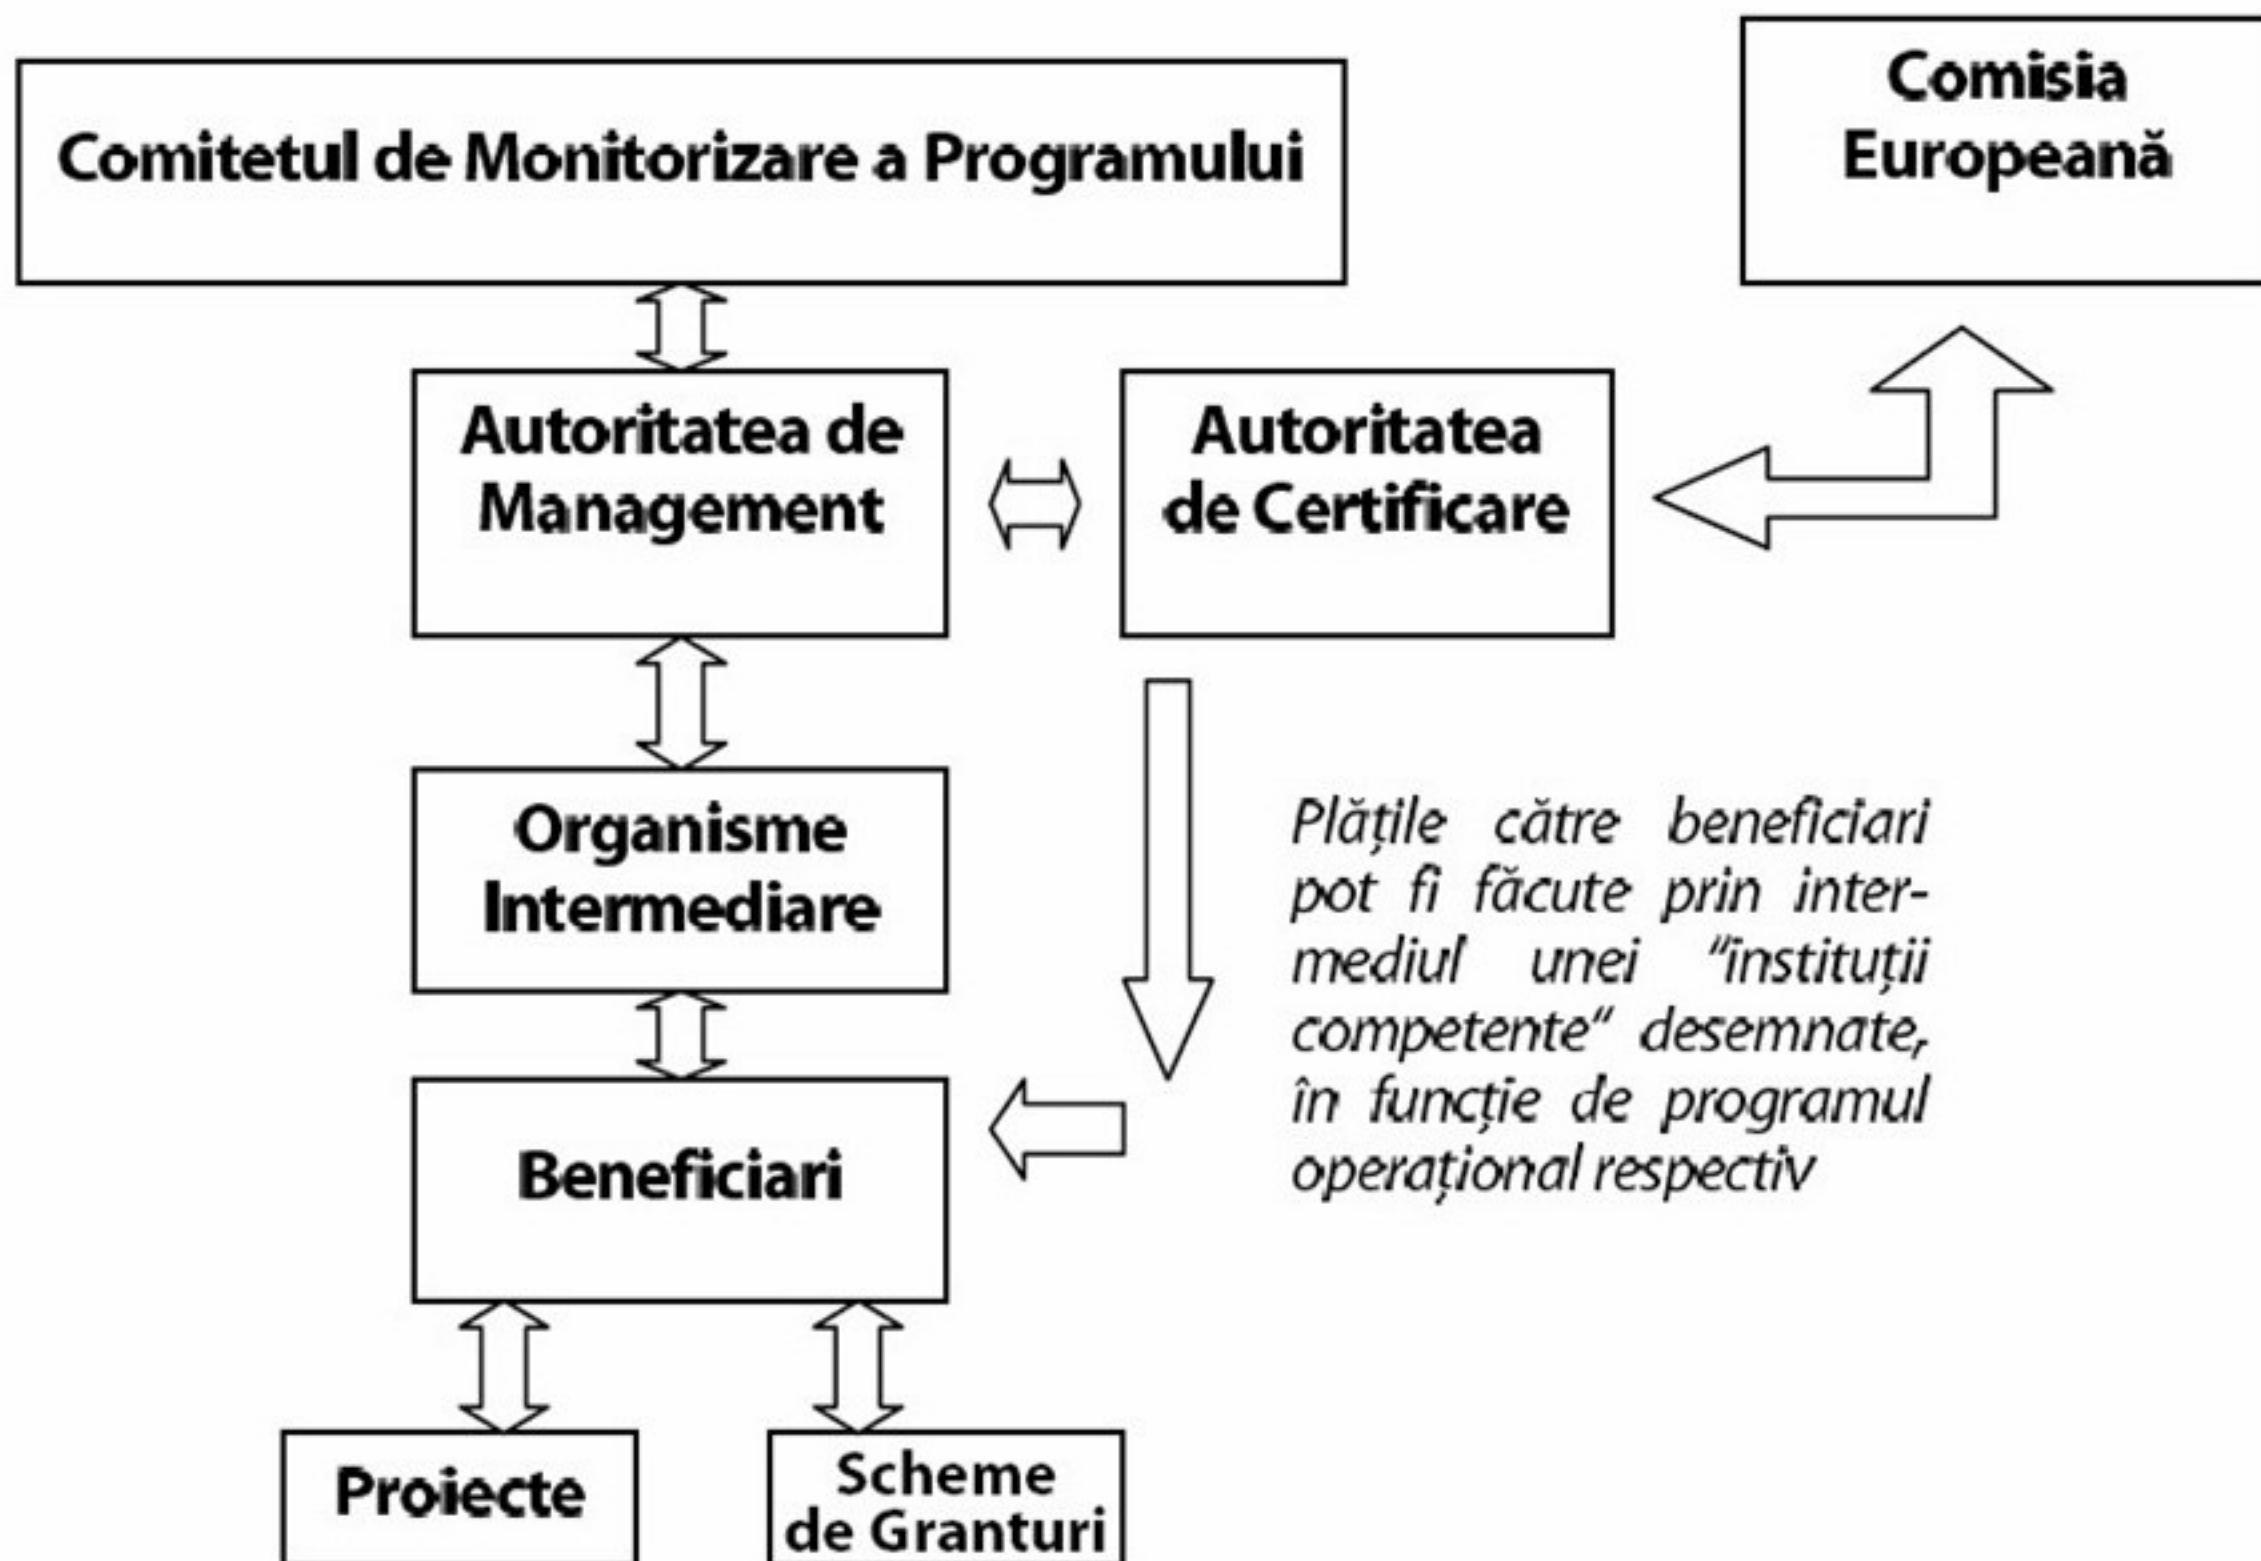 Comitetul de Monitorizare a Programului
Comisia
Europeană
Autoritatea de
Management
Autoritatea
de Certificare
Organisme
Intermediare
Plățile către beneficiari
pot fi făcute prin inter-
mediul unei "instituții
competente" desemnate,
în funcție de programul
operațional respectiv
Beneficiari
Proiecte
Scheme
de Granturi